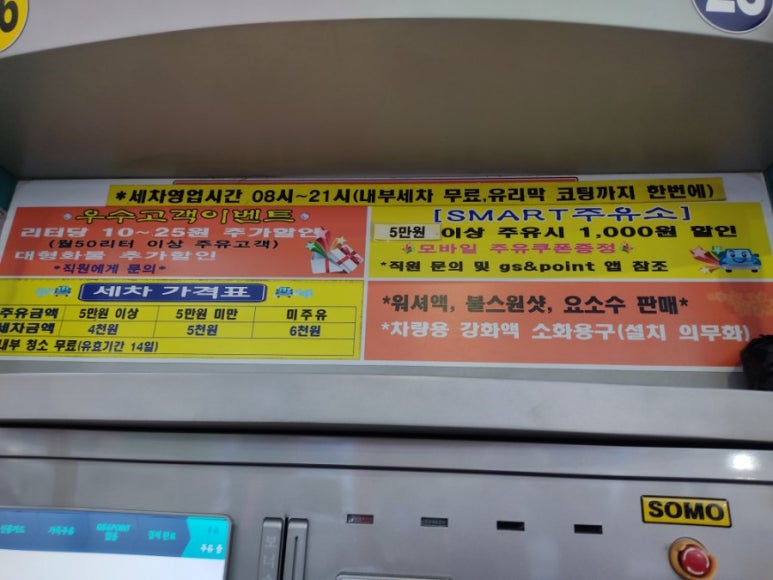 *세차영업시간 08시~21시(내부세차 무료,유리막 코팅까지 한번에)
우수고객이벤트
리터당 10~25원 추가할인
(월50리터 이상 주유고객)
대형화물 추가할인
*직원에게 문의*
[SMART주유소]
5만원 이상 주유시 1,000원 할인
모바일 주유쿠폰증정
*직원 문의 및 gs&point 앱 참조
세차 가격표
주유금액 5만원 이상 5만원 미만 미주유
세차금액 4천원 5천원 6천원
내부 청소 무료(유효기간 14일)
*워셔액, 불스원샷, 요소수 판매*
*차량용 강화액 소화용구(설치 의무화)
SOMO
주유 중